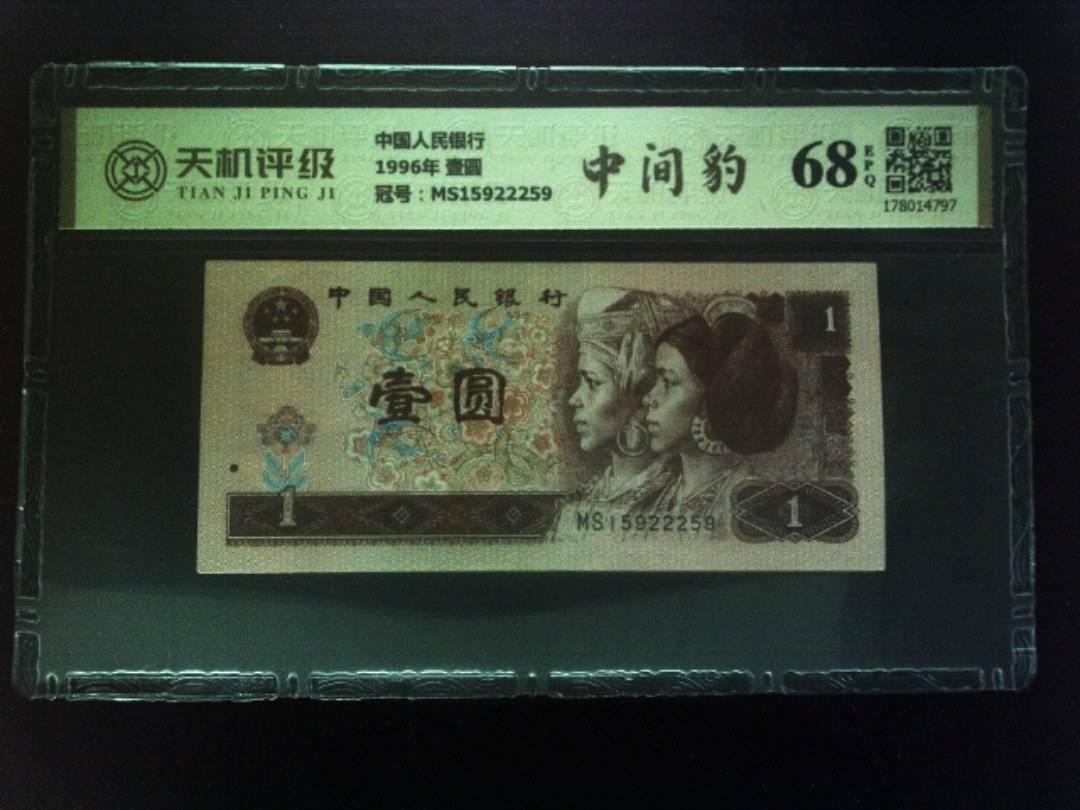 天机评级
TIAN JI PING JI
中国人民银行
1996年 壹圆
冠号：MS15922259
中间豹
68
EPQ
178014797
中国人民银行
1
壹圆
1
MS15922259
1